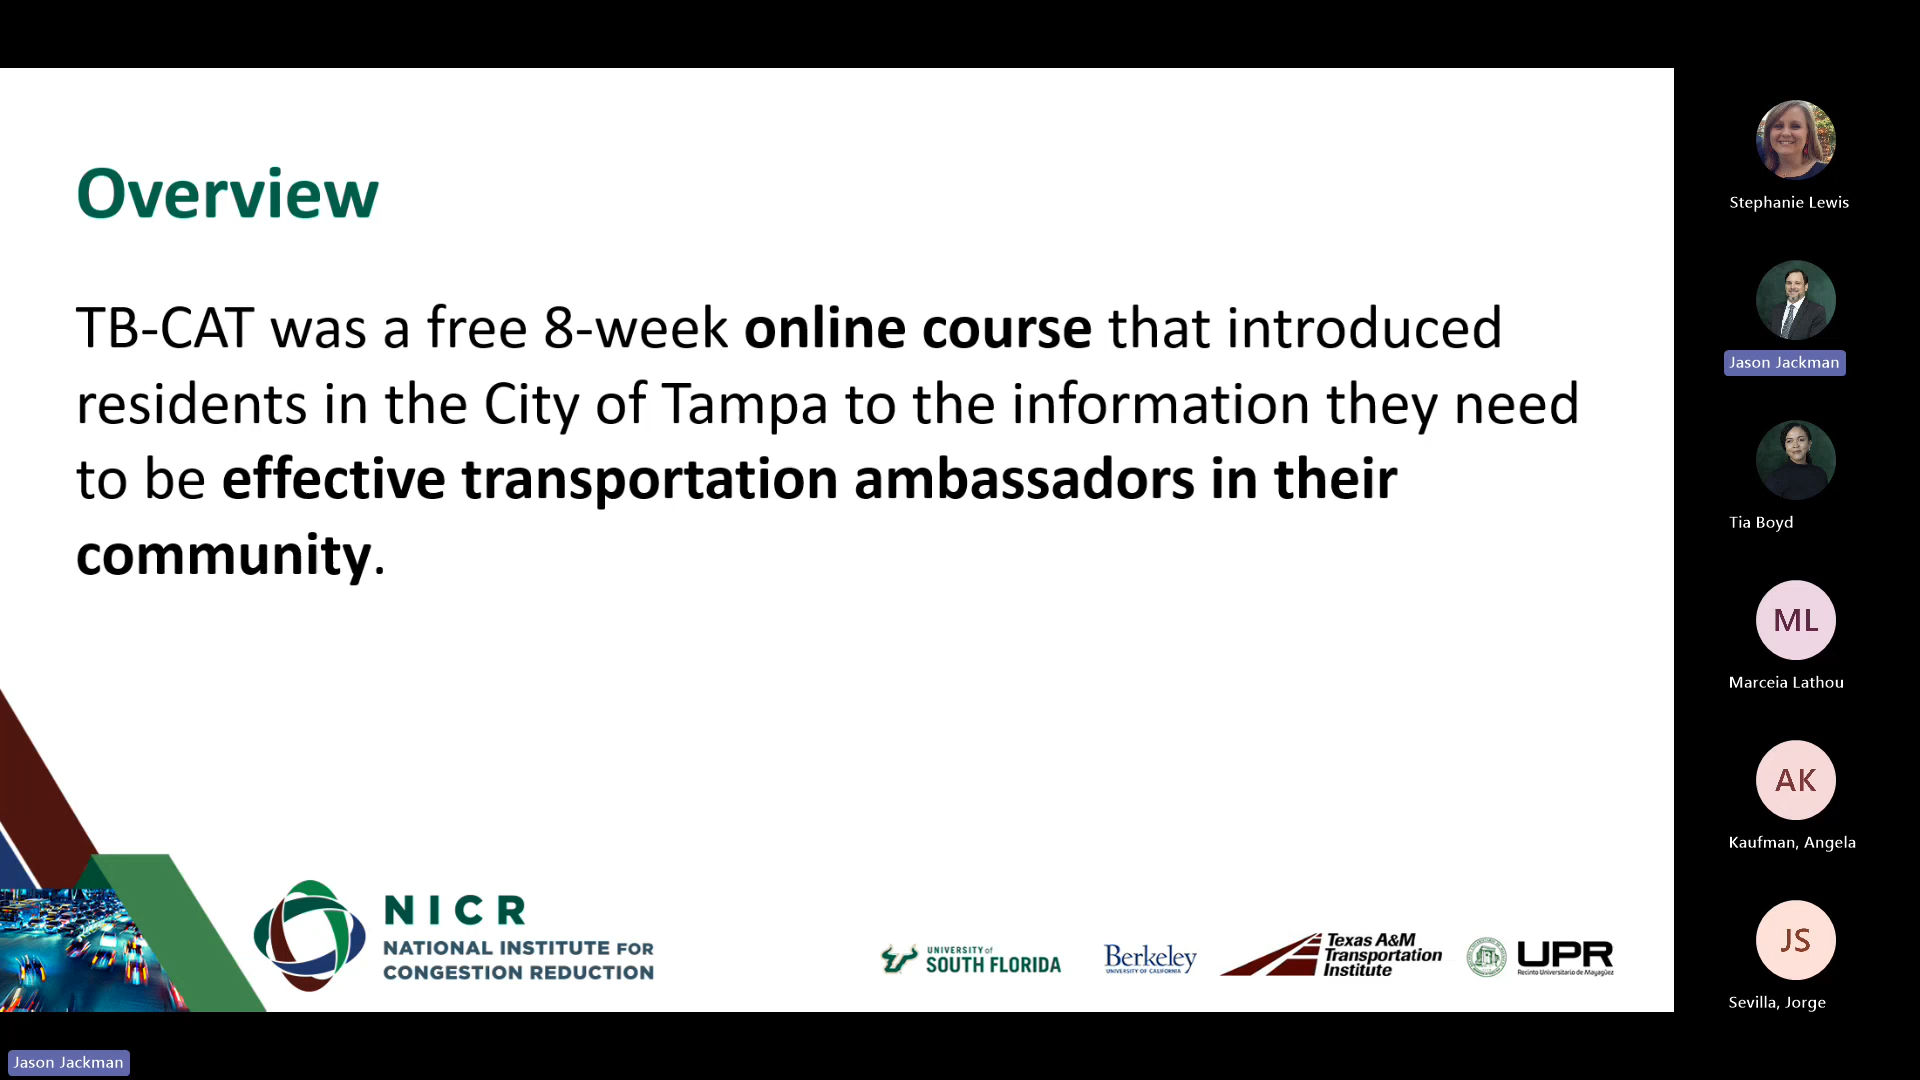 Overview
TB-CAT was a free 8-week online course that introduced
residents in the City of Tampa to the information they need
to be effective transportation ambassadors in their
community.
NICR
NATIONAL INSTITUTE FOR
CONGESTION REDUCTION
UNIVERSITY of
SOUTH FLORIDA
Berkeley
UNIVERSITY OF CALIFORNIA
Texas A&M
Transportation
Institute
UPR
Recinto Universitario de Mayagüez
Stephanie Lewis
Jason Jackman
Tia Boyd
ML
Marceia Lathou
AK
Kaufman, Angela
JS
Sevilla, Jorge
Jason Jackman